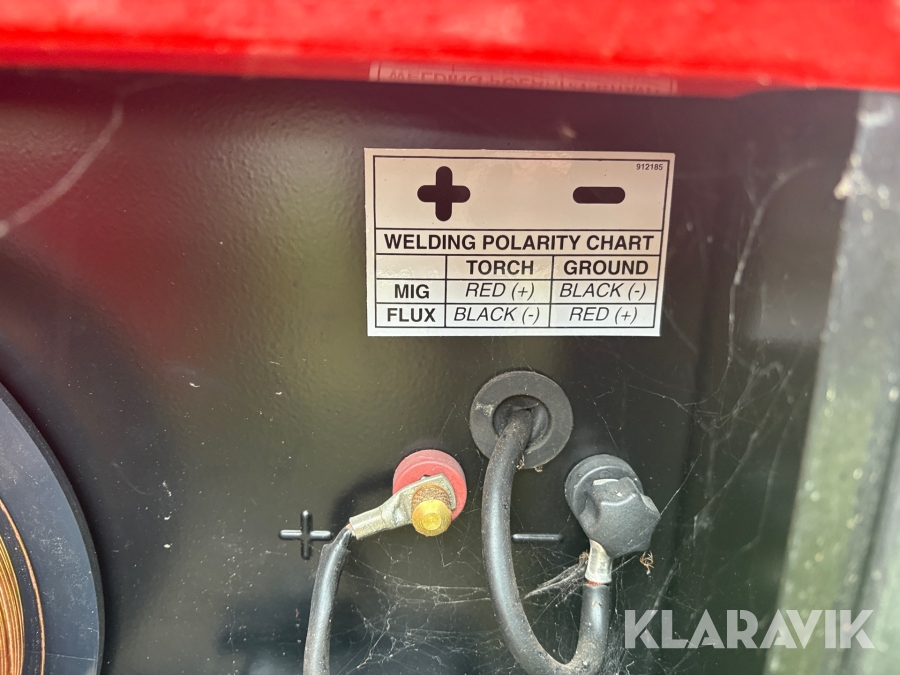 912185
+ -
WELDING POLARITY CHART
TORCH GROUND
MIG RED (+) BLACK (-)
FLUX BLACK (-) RED (+)
+ -
KLARAVIK